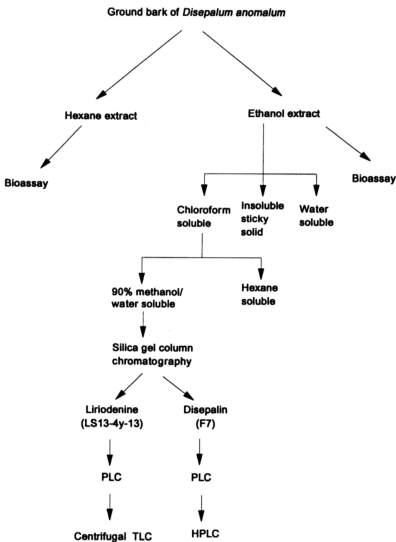 Ground bark of Disepalum anomalum
Hexane extract
Ethanol extract
Bioassay
Bioassay
Chloroform
soluble
Insoluble
sticky
solid
Water
soluble
90% methanol/
water soluble
Hexane
soluble
Silica gel column
chromatography
Liriodenine
(LS13-4y-13)
Disepalin
(F7)
PLC
PLC
Centrifugal TLC
HPLC